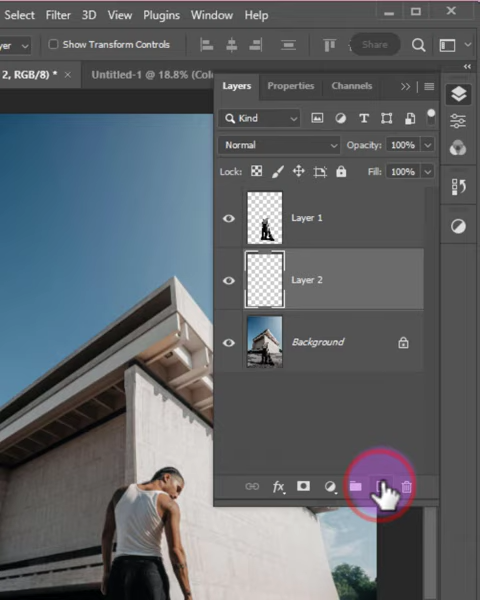 Select Filter 3D View Plugins Window Help
yer Show Transform Controls Share
2, RGB/8) * × Untitled-1 @ 18.8% (Col
Layers Properties Channels
Kind
Normal Opacity: 100%
Lock: Fill: 100%
Layer 1
Layer 2
Background
fx